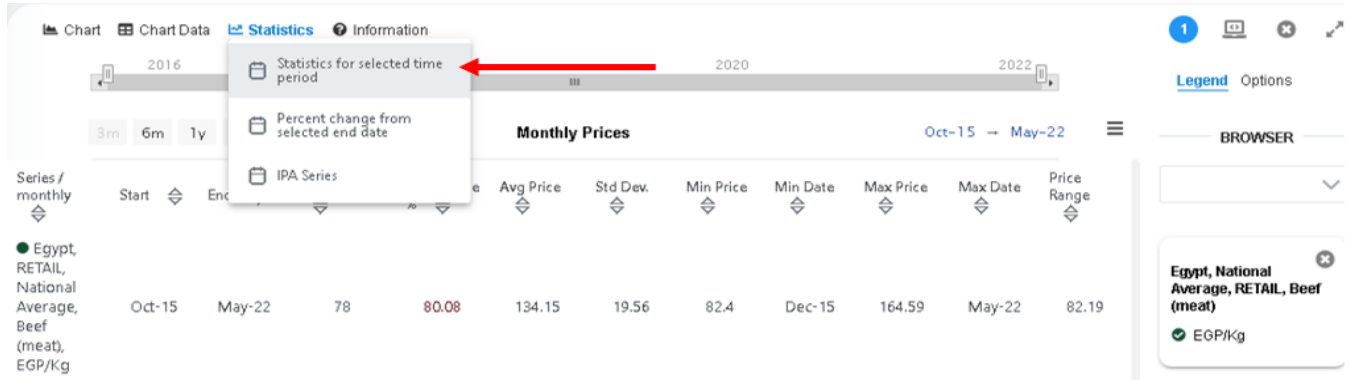 Chart Chart Data Statistics Information
1
2016 2020 2022
Statistics for selected time
period
Percent change from
selected end date
IPA Series
Legend Options
3m 6m 1y Monthly Prices Oct-15 → May-22
BROWSER
Series /
monthly
Start
Avg Price Std Dev. Min Price Min Date Max Price Max Date Price
Range
Egypt,
RETAIL,
National
Average,
Beef
(meat),
EGP/Kg
Oct-15 May-22 78 80.08 134.15 19.56 82.4 Dec-15 164.59 May-22 82.19
Egypt, National
Average, RETAIL, Beef
(meat)
EGP/Kg